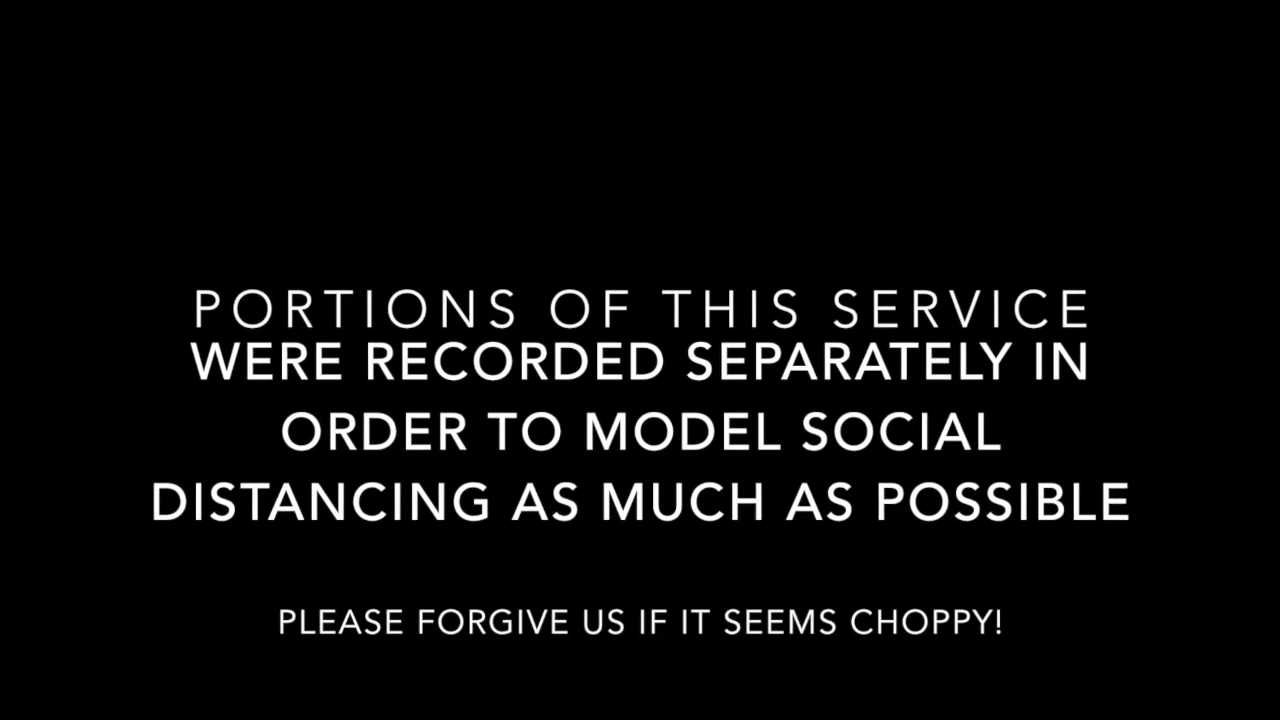 PORTIONS OF THIS SERVICE
WERE RECORDED SEPARATELY IN
ORDER TO MODEL SOCIAL
DISTANCING AS MUCH AS POSSIBLE
PLEASE FORGIVE US IF IT SEEMS CHOPPY!